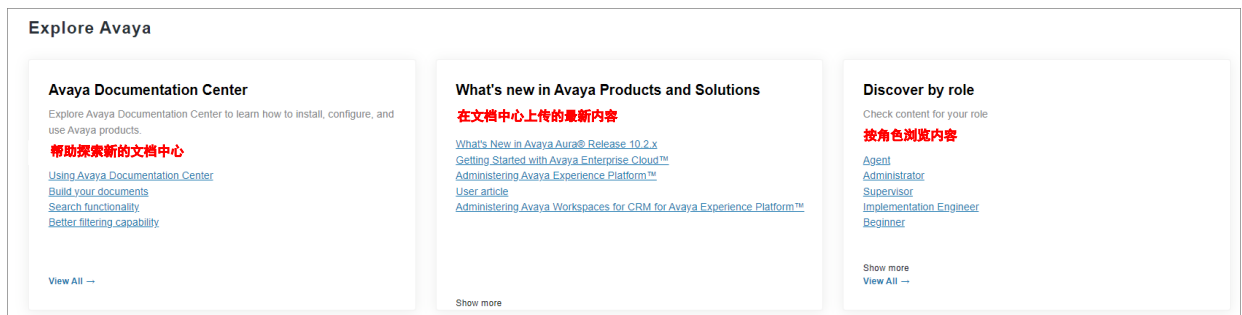 Explore Avaya
Avaya Documentation Center
Explore Avaya Documentation Center to learn how to install, configure, and
use Avaya products.
帮助探索新的文档中心
Using Avaya Documentation Center
Build your documents
Search functionality
Better filtering capability
View All →
What's new in Avaya Products and Solutions
在文档中心上传的最新内容
What's New in Avaya Aura® Release 10.2.x
Getting Started with Avaya Enterprise Cloud™
Administering Avaya Experience Platform™
User article
Administering Avaya Workspaces for CRM for Avaya Experience Platform™
Show more
Discover by role
Check content for your role
按角色浏览内容
Agent
Administrator
Supervisor
Implementation Engineer
Beginner
Show more
View All →